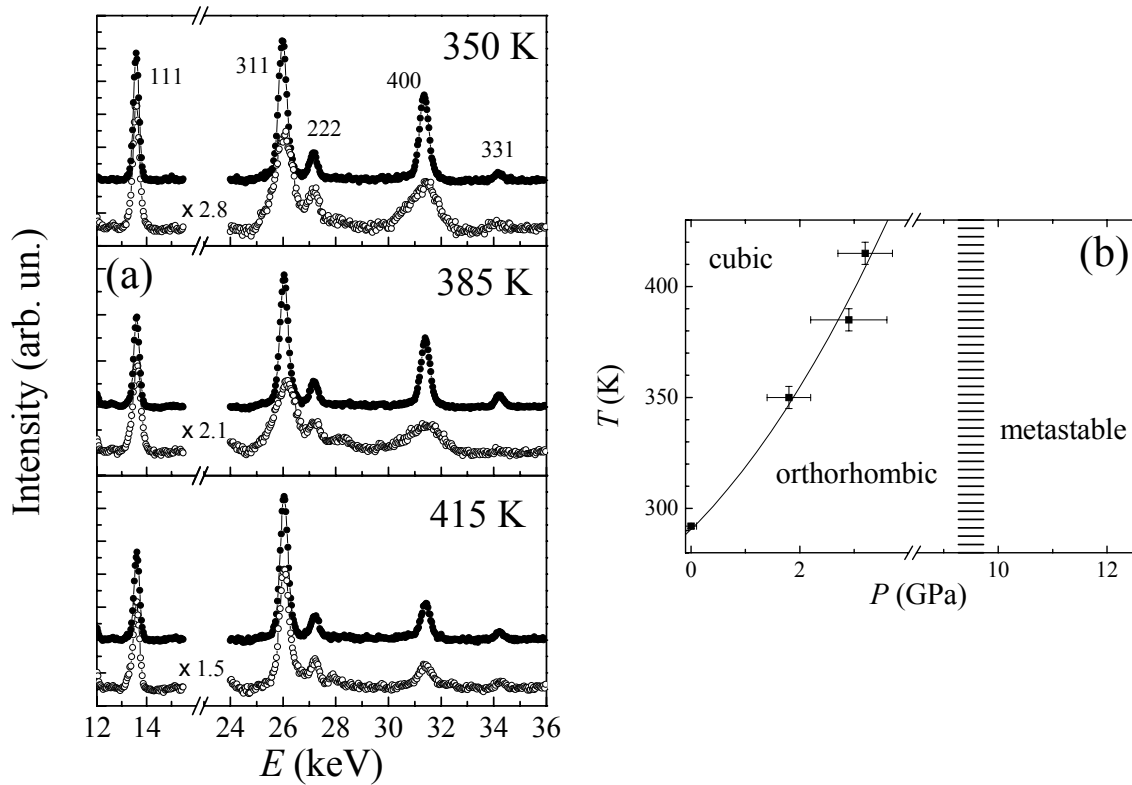 350 K
111
311
222
400
331
x 2.8
(a)
385 K
x 2.1
415 K
x 1.5
Intensity (arb. un.)
12 14 24 26 28 30 32 34 36
E (keV)
(b)
cubic
orthorhombic
metastable
400
350
300
T (K)
0 2 10 12
P (GPa)